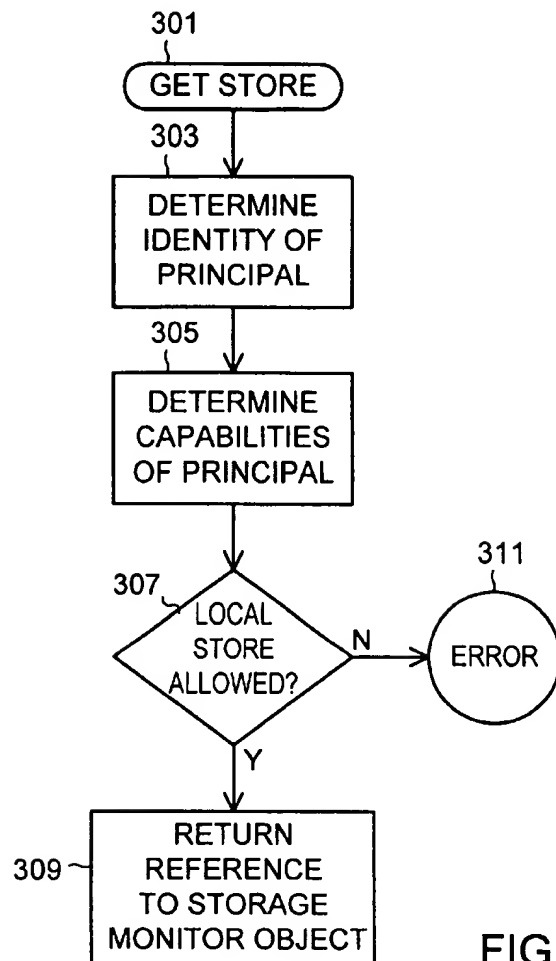 301
GET STORE
303
DETERMINE
IDENTITY OF
PRINCIPAL
305
DETERMINE
CAPABILITIES
OF PRINCIPAL
307
LOCAL
STORE
ALLOWED?
N
311
ERROR
Y
309
RETURN
REFERENCE
TO STORAGE
MONITOR OBJECT
FIG